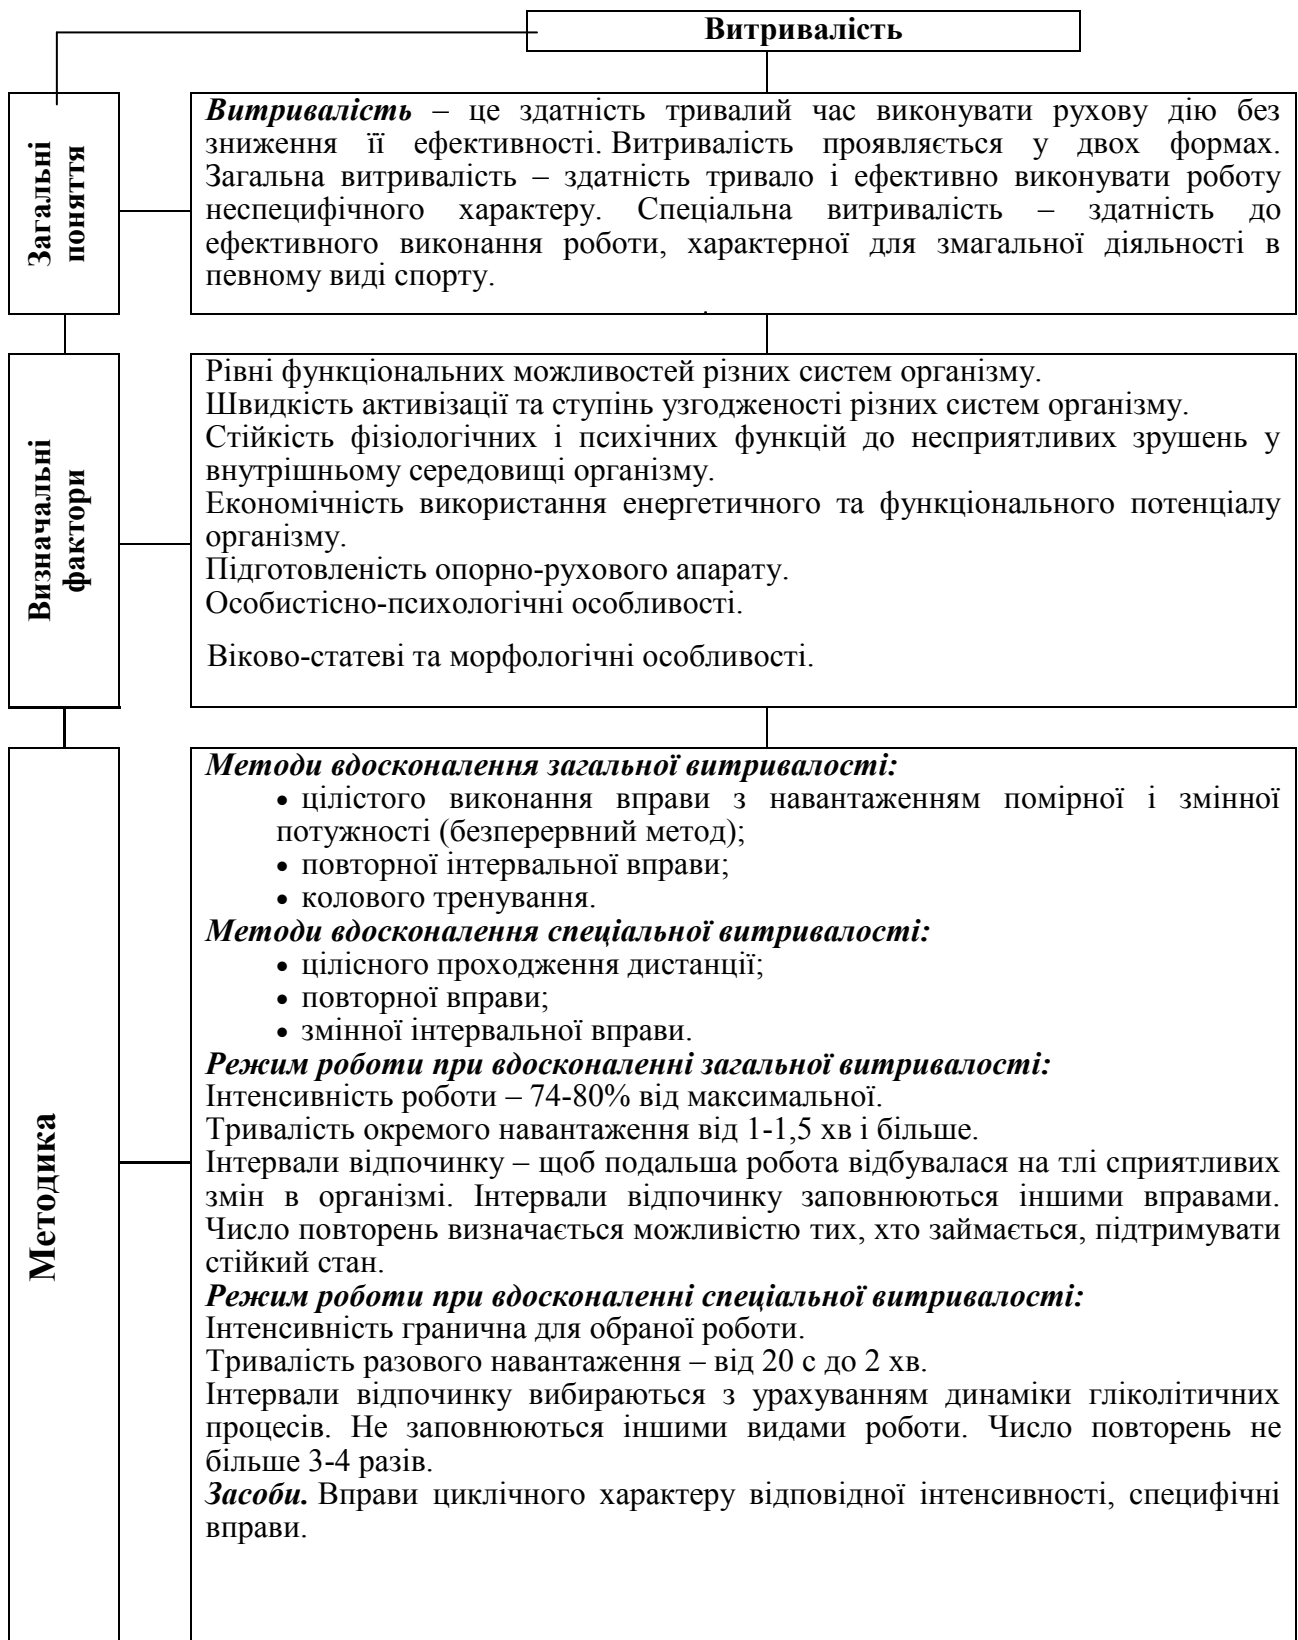 Витривалість
Загальні
поняття
Витривалість – це здатність тривалий час виконувати рухову дію без
зниження її ефективності. Витривалість проявляється у двох формах.
Загальна витривалість – здатність тривало і ефективно виконувати роботу
неспецифічного характеру. Спеціальна витривалість – здатність до
ефективного виконання роботи, характерної для змагальної діяльності в
певному виді спорту.
.
Визначальні
фактори
Рівні функціональних можливостей різних систем організму.
Швидкість активізації та ступінь узгодженості різних систем організму.
Стійкість фізіологічних і психічних функцій до несприятливих зрушень у
внутрішньому середовищі організму.
Економічність використання енергетичного та функціонального потенціалу
організму.
Підготовленість опорно-рухового апарату.
Особистісно-психологічні особливості.
Віково-статеві та морфологічні особливості.
Методика
Методи вдосконалення загальної витривалості:
• цілістого виконання вправи з навантаженням помірної і змінної
потужності (безперервний метод);
• повторної інтервальної вправи;
• колового тренування.
Методи вдосконалення спеціальної витривалості:
• цілісного проходження дистанції;
• повторної вправи;
• змінної інтервальної вправи.
Режим роботи при вдосконаленні загальної витривалості:
Інтенсивність роботи – 74-80% від максимальної.
Тривалість окремого навантаження від 1-1,5 хв і більше.
Інтервали відпочинку – щоб подальша робота відбувалася на тлі сприятливих
змін в організмі. Інтервали відпочинку заповнюються іншими вправами.
Число повторень визначається можливістю тих, хто займається, підтримувати
стійкий стан.
Режим роботи при вдосконаленні спеціальної витривалості:
Інтенсивність гранична для обраної роботи.
Тривалість разового навантаження – від 20 с до 2 хв.
Інтервали відпочинку вибираються з урахуванням динаміки гліколітичних
процесів. Не заповнюються іншими видами роботи. Число повторень не
більше 3-4 разів.
Засоби. Вправи циклічного характеру відповідної інтенсивності, специфічні
вправи.